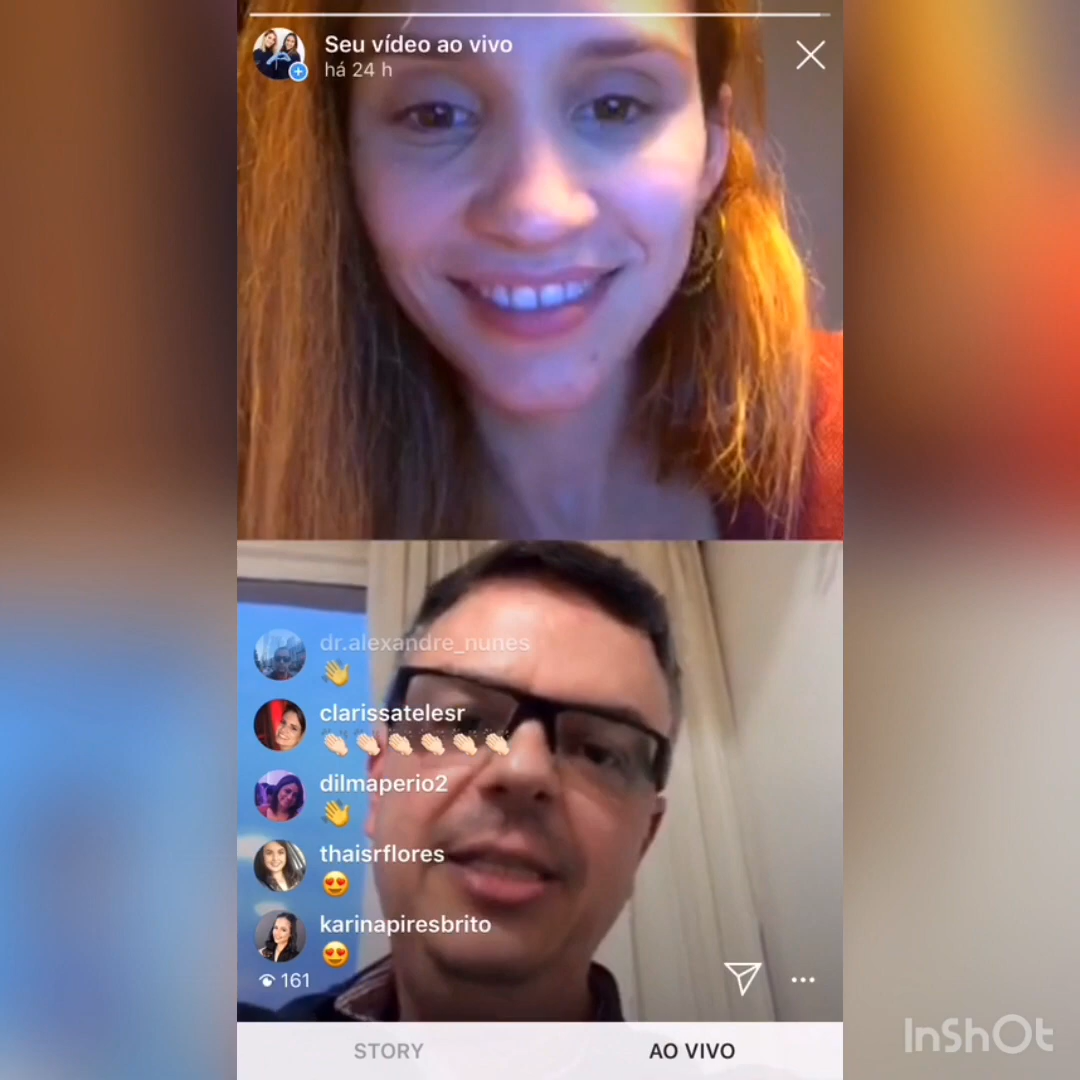 Seu vídeo ao vivo
há 24 h
dr.alexandre_nunes
👋
clarissatelesr
👏🏻👏🏻👏🏻👏🏻👏🏻👏🏻
dilmaperio2
👋
thaisrflores
😍
karinapiresbrito
😍
161
STORY
AO VIVO
InShOt